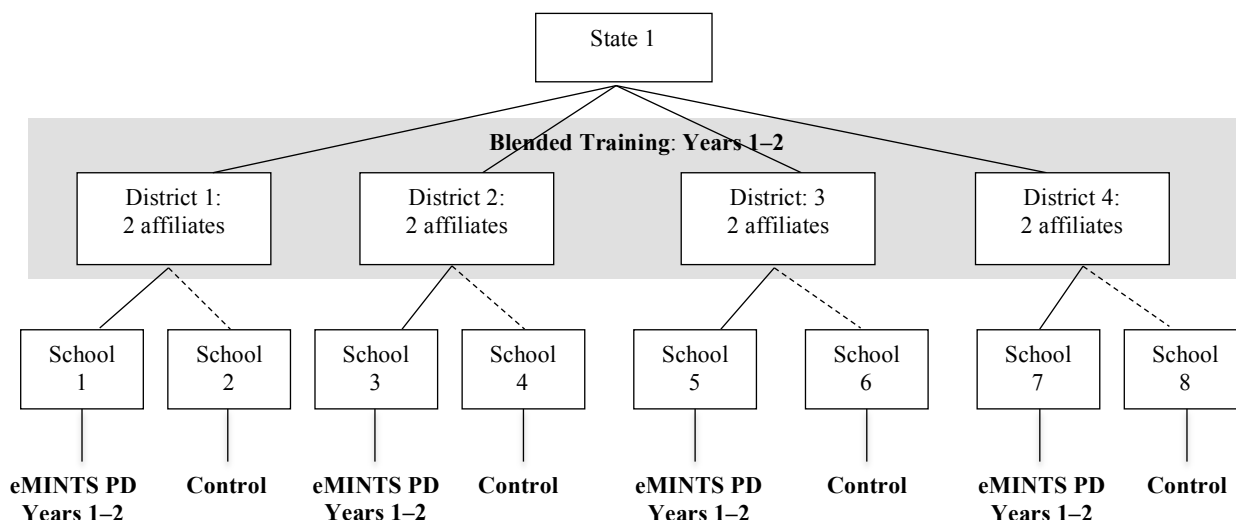 State 1
Blended Training: Years 1–2
District 1:
2 affiliates
District 2:
2 affiliates
District: 3
2 affiliates
District 4:
2 affiliates
School
1
School
2
School
3
School
4
School
5
School
6
School
7
School
8
eMINTS PD
Years 1–2
Control
eMINTS PD
Years 1–2
Control
eMINTS PD
Years 1–2
Control
eMINTS PD
Years 1–2
Control